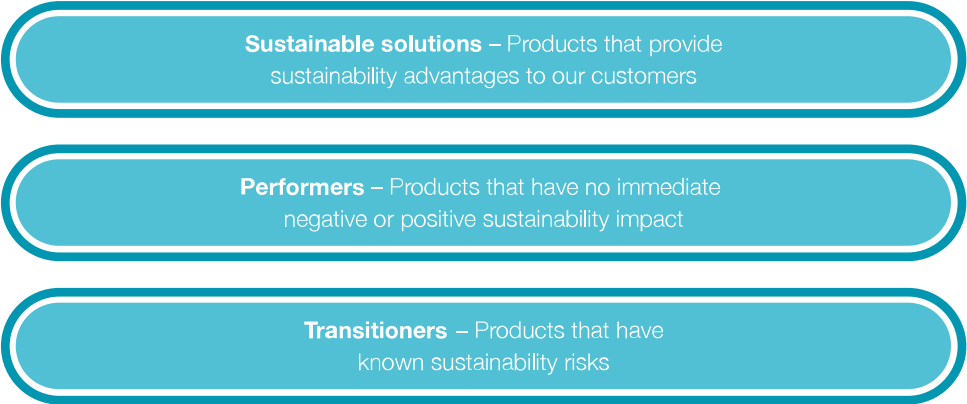 Sustainable solutions – Products that provide
sustainability advantages to our customers
Performers – Products that have no immediate
negative or positive sustainability impact
Transitioners – Products that have
known sustainability risks